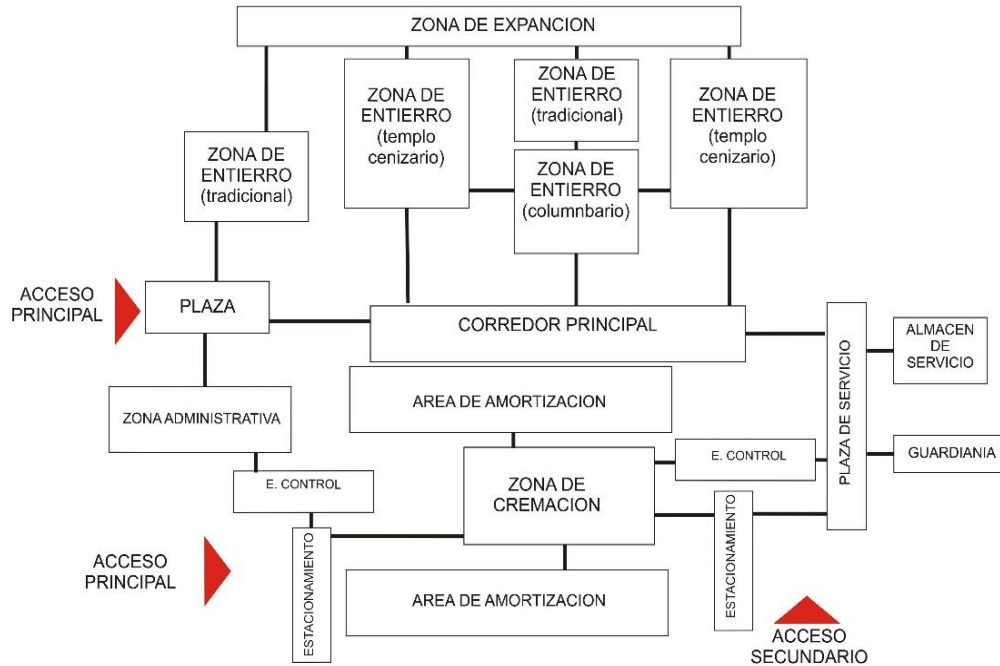 ZONA DE EXPANCION
ZONA DE
ENTIERRO
(templo
cenizario)
ZONA DE
ENTIERRO
(tradicional)
ZONA DE
ENTIERRO
(templo
cenizario)
ZONA DE
ENTIERRO
(tradicional)
ZONA DE
ENTIERRO
(columnbario)
ACCESO
PRINCIPAL
PLAZA
CORREDOR PRINCIPAL
ALMACEN
DE
SERVICIO
PLAZA DE SERVICIO
AREA DE AMORTIZACION
ZONA ADMINISTRATIVA
E. CONTROL
GUARDIANIA
E. CONTROL
ZONA DE
CREMACION
ESTACIONAMIENTO
ESTACIONAMIENTO
ACCESO
PRINCIPAL
AREA DE AMORTIZACION
ACCESO
SECUNDARIO